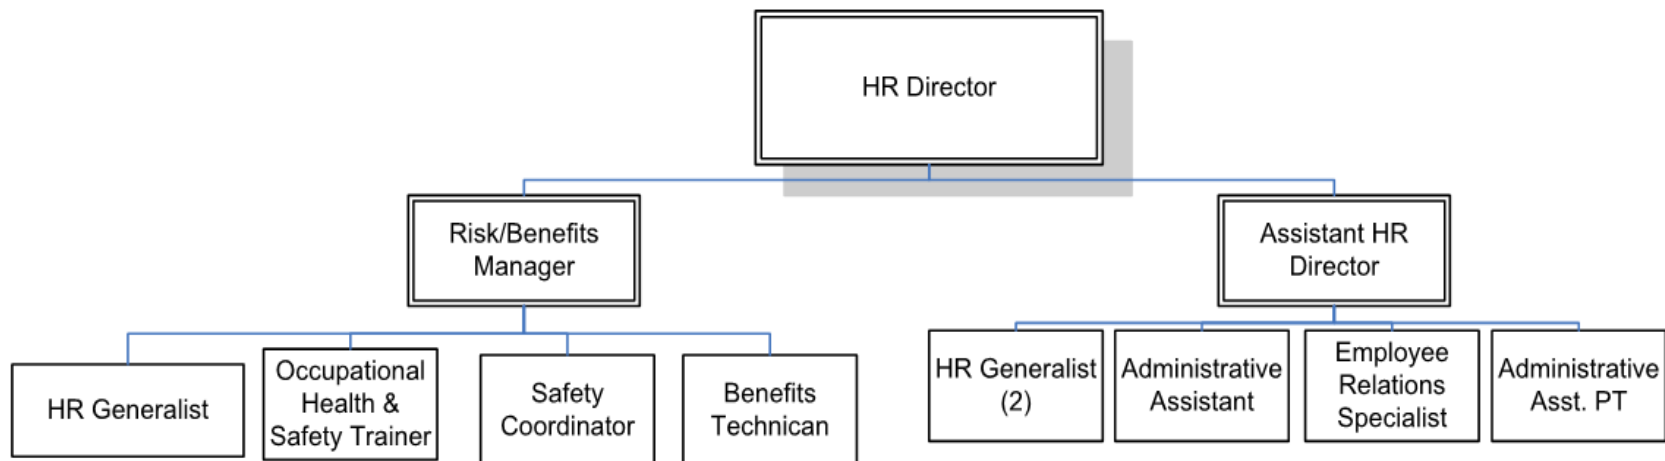 HR Director
Risk/Benefits
Manager
Assistant HR
Director
HR Generalist
Occupational
Health &
Safety Trainer
Safety
Coordinator
Benefits
Technican
HR Generalist
(2)
Administrative
Assistant
Employee
Relations
Specialist
Administrative
Asst. PT